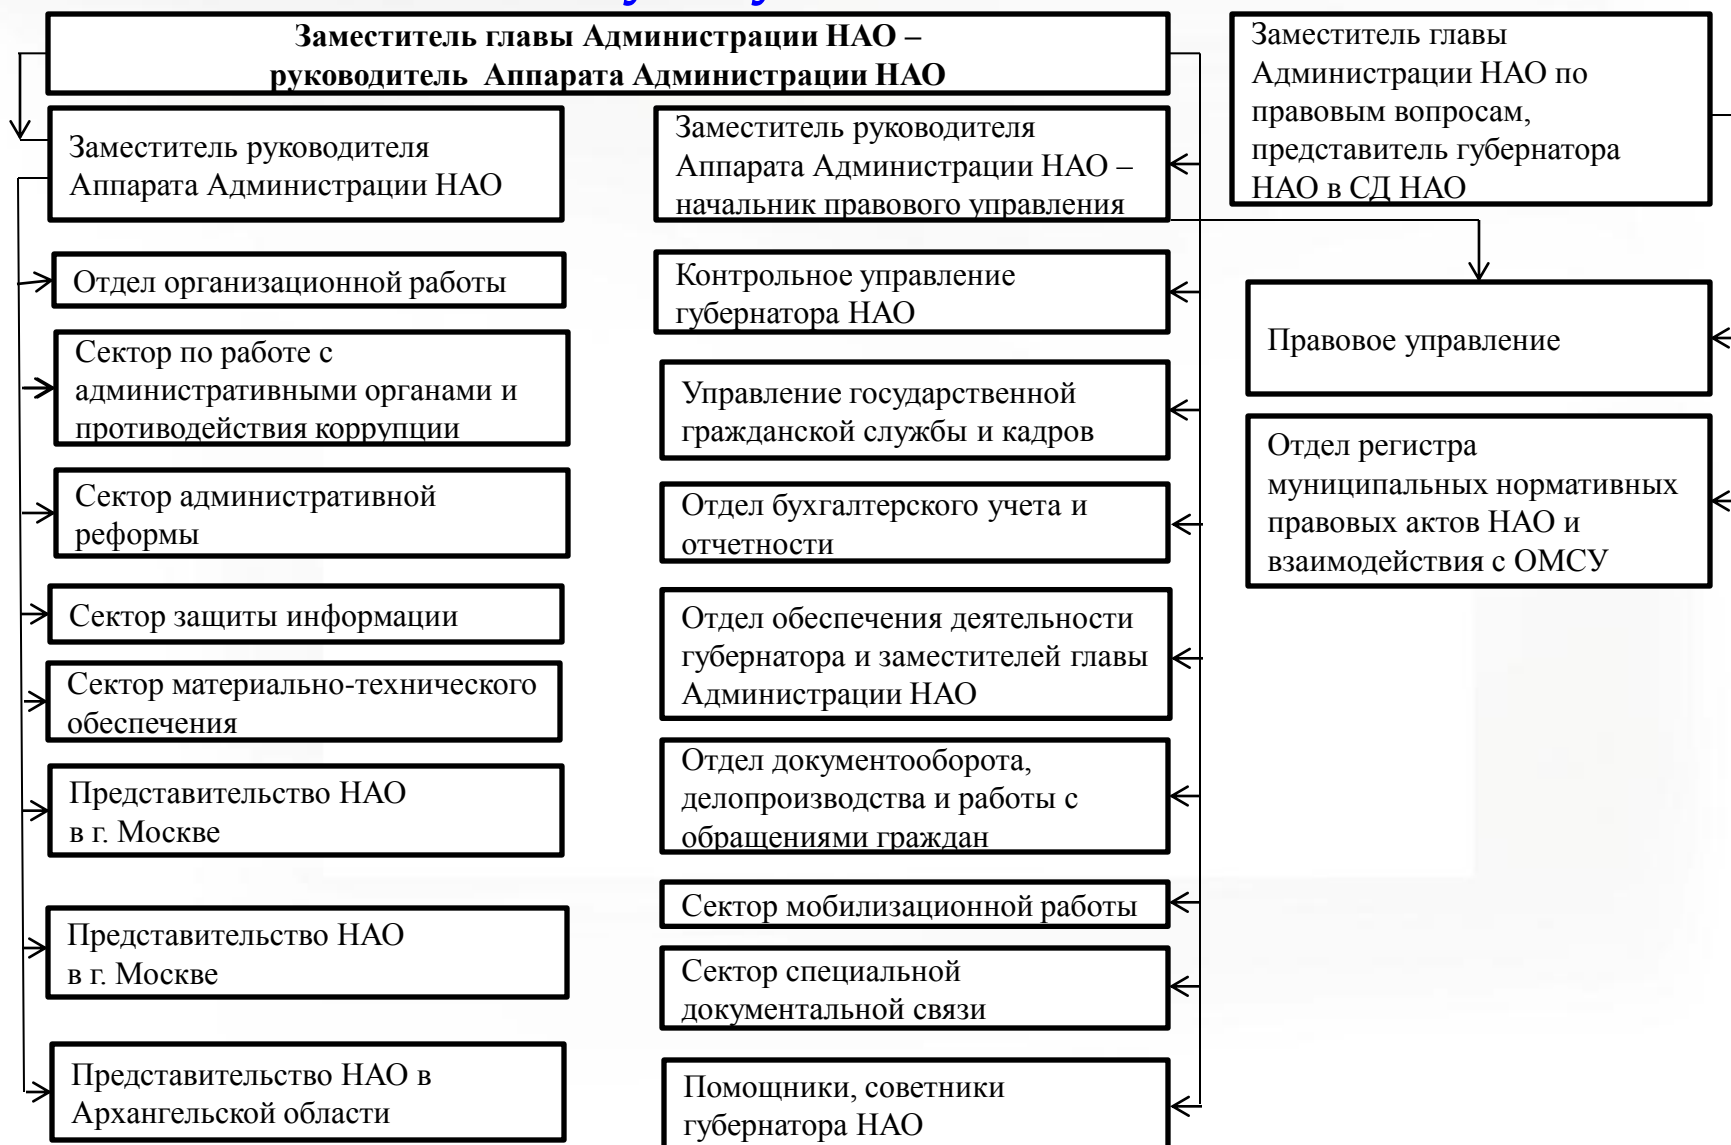 Заместитель главы Администрации НАО –
руководитель Аппарата Администрации НАО
Заместитель руководителя
Аппарата Администрации НАО
Отдел организационной работы
Сектор по работе с
административными органами и
противодействия коррупции
Сектор административной
реформы
Сектор защиты информации
Сектор материально-технического
обеспечения
Представительство НАО
в г. Москве
Представительство НАО
в г. Москве
Представительство НАО в
Архангельской области
Заместитель руководителя
Аппарата Администрации НАО –
начальник правового управления
Контрольное управление
губернатора НАО
Управление государственной
гражданской службы и кадров
Отдел бухгалтерского учета и
отчетности
Отдел обеспечения деятельности
губернатора и заместителей главы
Администрации НАО
Отдел документооборота,
делопроизводства и работы с
обращениями граждан
Сектор мобилизационной работы
Сектор специальной
документальной связи
Помощники, советники
губернатора НАО
Заместитель главы
Администрации НАО по
правовым вопросам,
представитель губернатора
НАО в СД НАО
Правовое управление
Отдел регистра
муниципальных нормативных
правовых актов НАО и
взаимодействия с ОМСУ